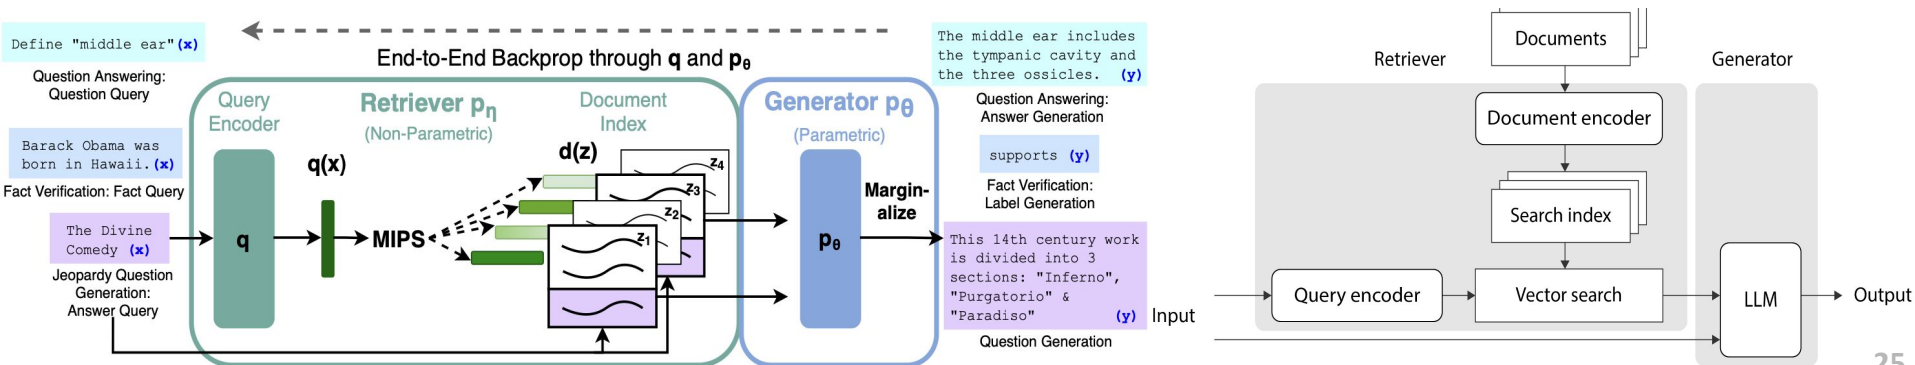 Define "middle ear" (x)
Question Answering:
Question Query
Barack Obama was
born in Hawaii. (x)
Fact Verification: Fact Query
The Divine
Comedy (x)
Jeopardy Question
Generation:
Answer Query
End-to-End Backprop through q and pθ
Query
Encoder
Retriever pη
(Non-Parametric)
Document
Index
q
q(x)
MIPS
d(z)
z4
z3
z2
z1
Generator pθ
(Parametric)
pθ
Margin-
alize
The middle ear includes
the tympanic cavity and
the three ossicles. (y)
Question Answering:
Answer Generation
supports (y)
Fact Verification:
Label Generation
This 14th century work
is divided into 3
sections: "Inferno",
"Purgatorio" &
"Paradiso" (y)
Question Generation
Documents
Retriever
Generator
Document encoder
Search index
Input
Query encoder
Vector search
LLM
Output
25